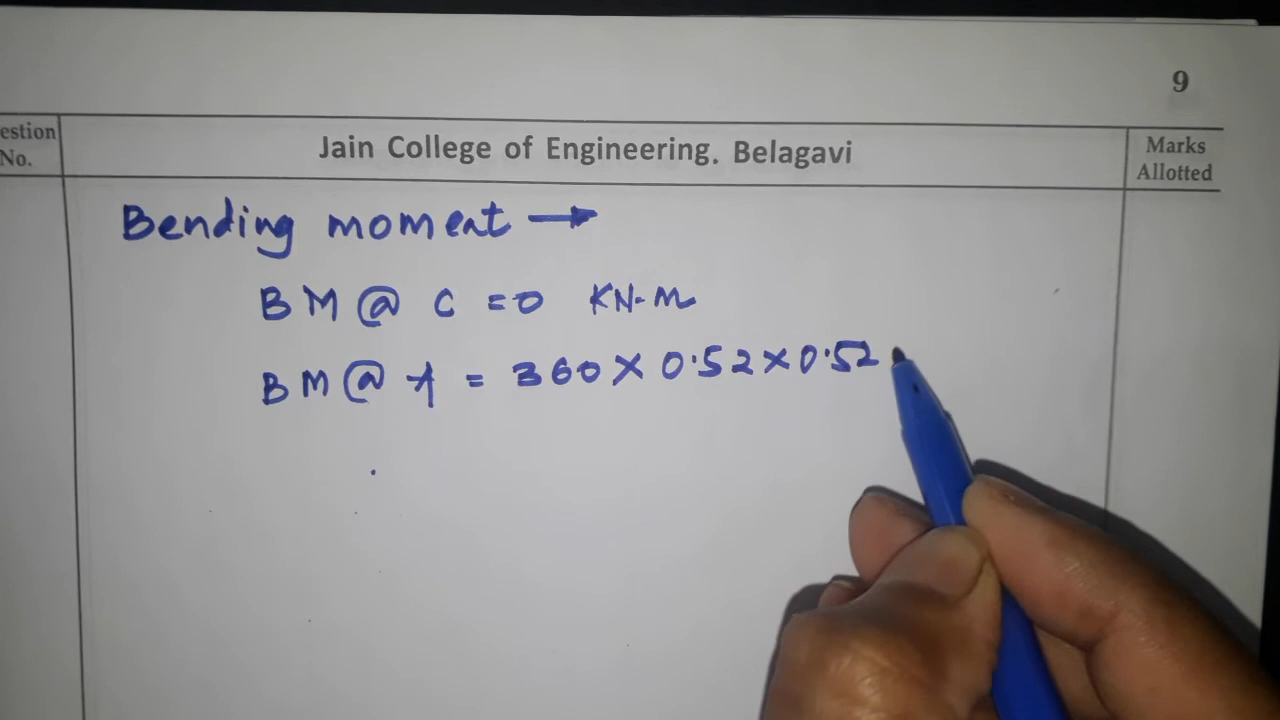 9
estion No.
Jain College of Engineering. Belagavi
Marks Allotted
Bending moment →
BM @ C = 0 KN-m
BM @ A = 360 × 0.52 × 0.52